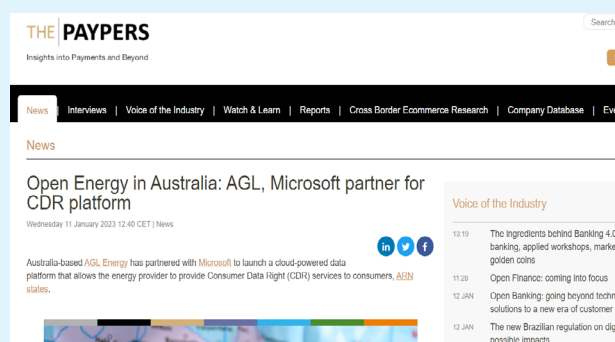 THE PAYPERS
Search
Insights into Payments and Beyond
News | Interviews | Voice of the Industry | Watch & Learn | Reports | Cross Border Ecommerce Research | Company Database | Eve
News
Open Energy in Australia: AGL, Microsoft partner for
CDR platform
Wednesday 11 January 2023 12:40 CET | News
in f
Australia-based AGL Energy has partnered with Microsoft to launch a cloud-powered data
platform that allows the energy provider to provide Consumer Data Right (CDR) services to consumers, ARN
states.
Voice of the Industry
13:19 The Ingredients behind Banking 4.0
banking, applied workshops, marke
golden coins
11:28 Open Finance: coming into focus
12 JAN Open Banking: going beyond techn
solutions to a new era of customer
12 JAN The new Brazilian regulation on dig
possible impacts